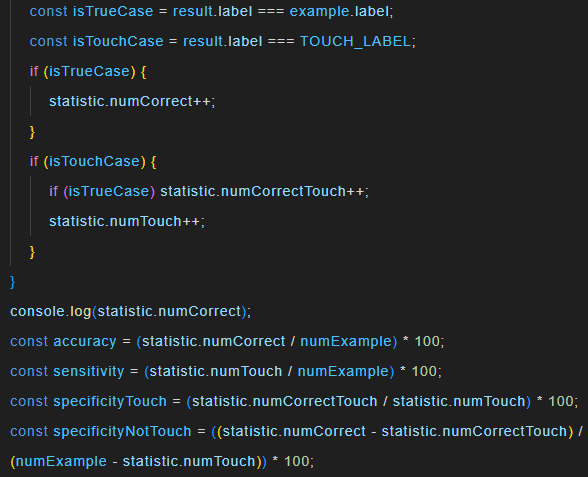 const isTrueCase = result.label === example.label;
const isTouchCase = result.label === TOUCH_LABEL;
if (isTrueCase) {
statistic.numCorrect++;
}
if (isTouchCase) {
if (isTrueCase) statistic.numCorrectTouch++;
statistic.numTouch++;
}
}
console.log(statistic.numCorrect);
const accuracy = (statistic.numCorrect / numExample) * 100;
const sensitivity = (statistic.numTouch / numExample) * 100;
const specificityTouch = (statistic.numCorrectTouch / statistic.numTouch) * 100;
const specificityNotTouch = ((statistic.numCorrect - statistic.numCorrectTouch) /
(numExample - statistic.numTouch)) * 100;